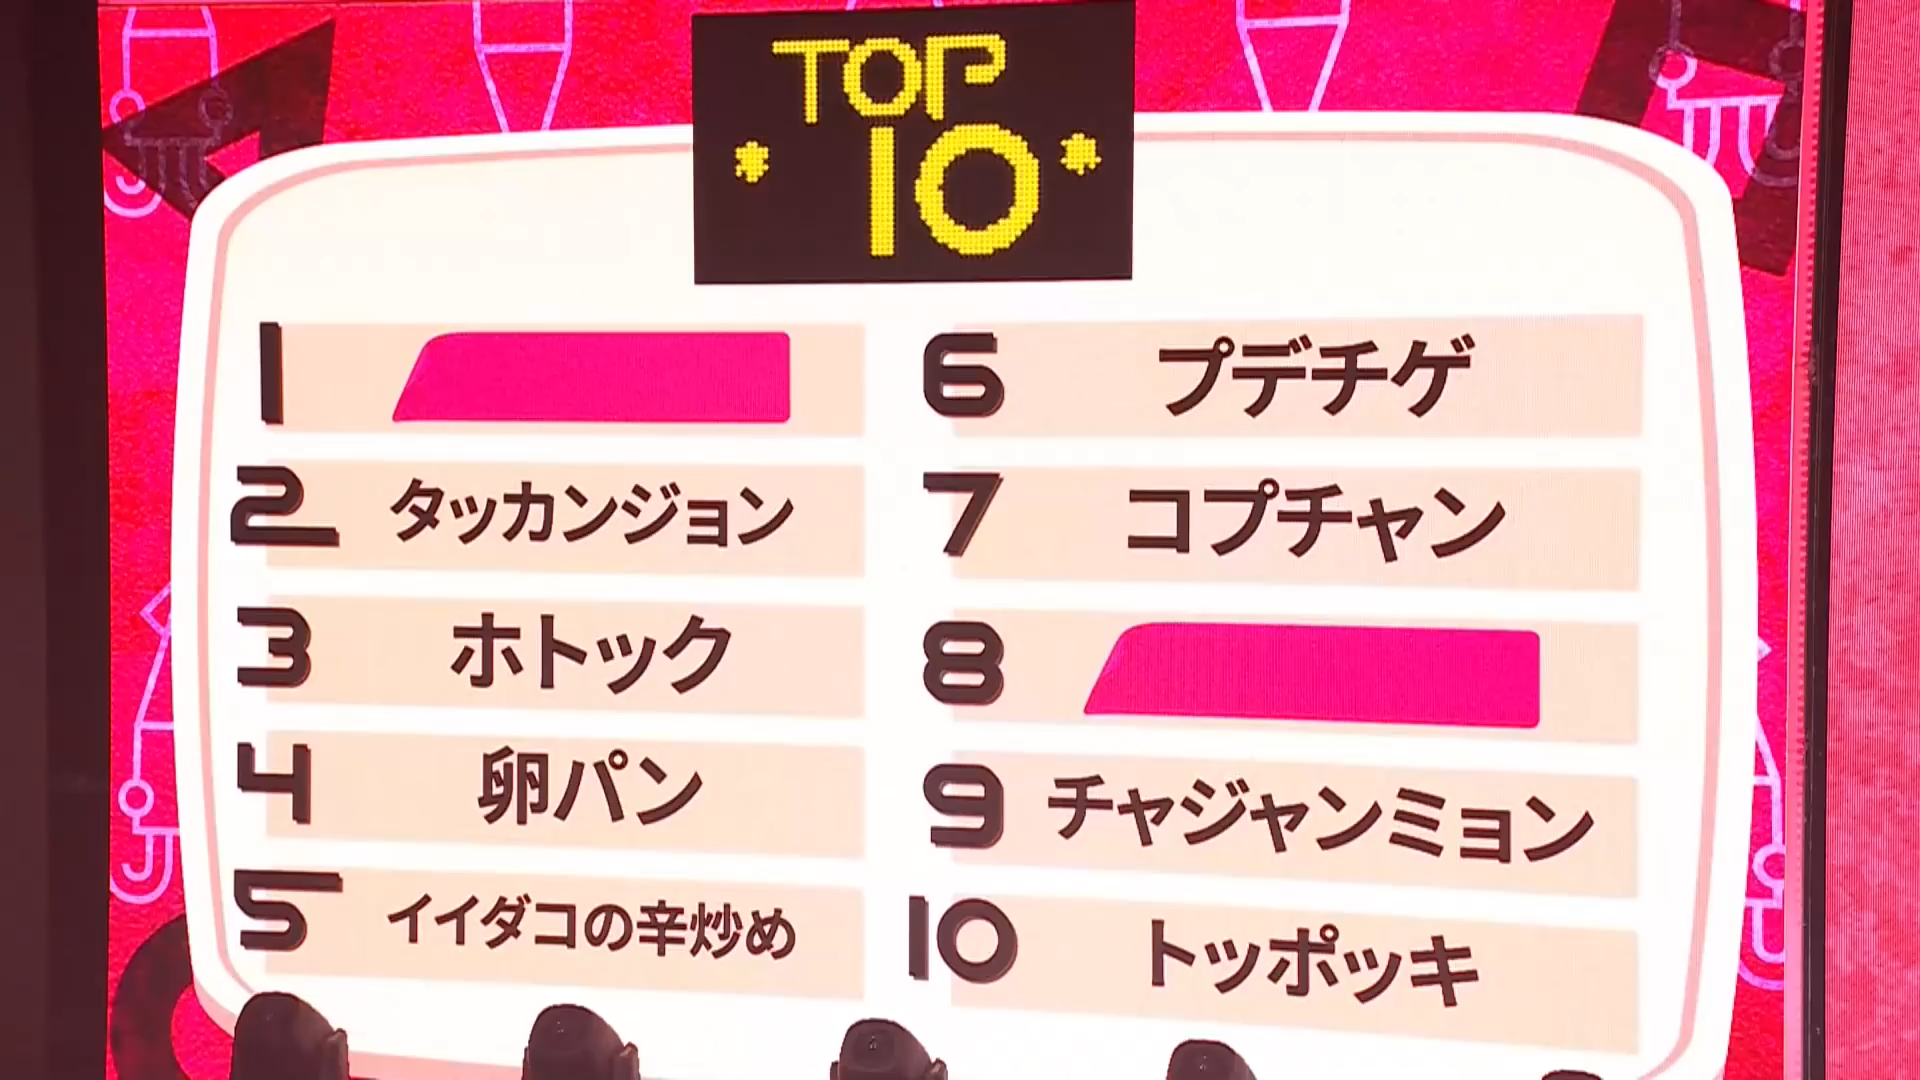 TOP
10
1
2 タッカンジョン
3 ホトック
4 卵パン
5 イイダコの辛炒め
6 プデチゲ
7 コプチャン
8
9 チャジャンミョン
10 トッポッキ